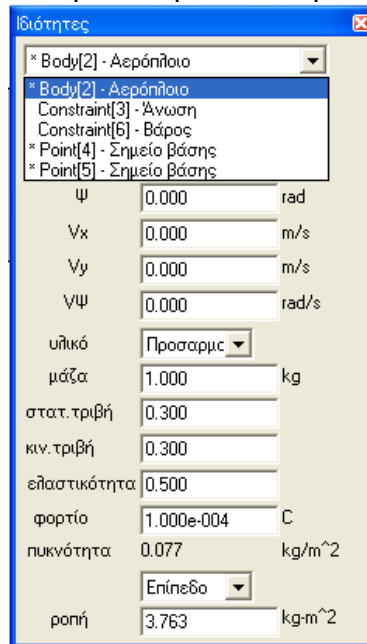 Ιδιότητες
* Body[2] - Αερόπλοιο
* Body[2] - Αερόπλοιο
Constraint[3] - Άνωση
Constraint[6] - Βάρος
* Point[4] - Σημείο βάσης
* Point[5] - Σημείο βάσης
Ψ 0.000 rad
Vx 0.000 m/s
Vy 0.000 m/s
VΨ 0.000 rad/s
υλικό Προσαρμο
μάζα 1.000 kg
στατ.τριβή 0.300
κιν.τριβή 0.300
ελαστικότητα 0.500
φορτίο 1.000e-004 C
πυκνότητα 0.077 kg/m^2
Επίπεδο
ροπή 3.763 kg-m^2